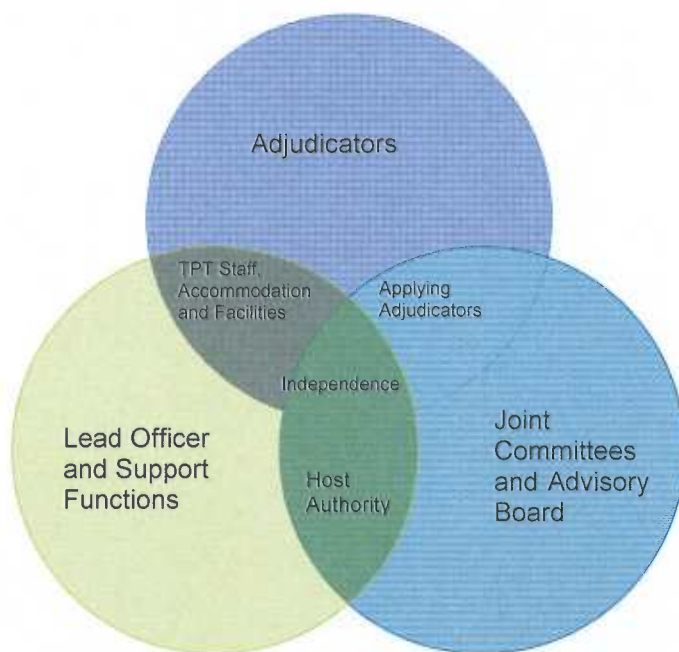 Adjudicators
TPT Staff,
Accommodation
and Facilities
Applying
Adjudicators
Independence
Lead Officer
and Support
Functions
Host
Authority
Joint
Committees
and Advisory
Board